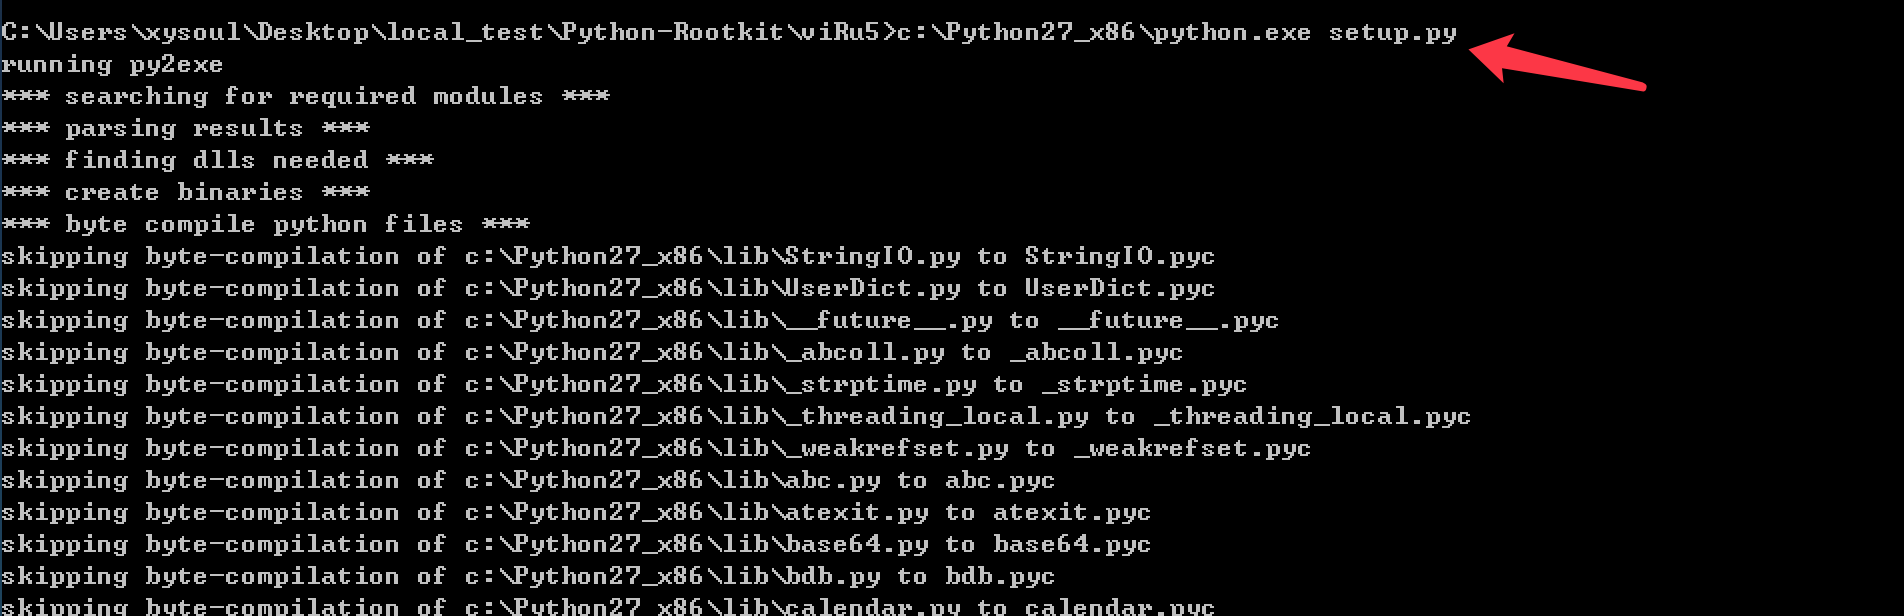 C:\Users\xysoul\Desktop\local_test\Python-Rootkit\viRu5>c:\Python27_x86\python.exe setup.py
running py2exe
*** searching for required modules ***
*** parsing results ***
*** finding dlls needed ***
*** create binaries ***
*** byte compile python files ***
skipping byte-compilation of c:\Python27_x86\lib\StringIO.py to StringIO.pyc
skipping byte-compilation of c:\Python27_x86\lib\UserDict.py to UserDict.pyc
skipping byte-compilation of c:\Python27_x86\lib\__future__.py to __future__.pyc
skipping byte-compilation of c:\Python27_x86\lib\_abcoll.py to _abcoll.pyc
skipping byte-compilation of c:\Python27_x86\lib\_strptime.py to _strptime.pyc
skipping byte-compilation of c:\Python27_x86\lib\_threading_local.py to _threading_local.pyc
skipping byte-compilation of c:\Python27_x86\lib\_weakrefset.py to _weakrefset.pyc
skipping byte-compilation of c:\Python27_x86\lib\abc.py to abc.pyc
skipping byte-compilation of c:\Python27_x86\lib\atexit.py to atexit.pyc
skipping byte-compilation of c:\Python27_x86\lib\base64.py to base64.pyc
skipping byte-compilation of c:\Python27_x86\lib\bdb.py to bdb.pyc
skipping byte-compilation of c:\Python27_x86\lib\calendar.py to calendar.pyc